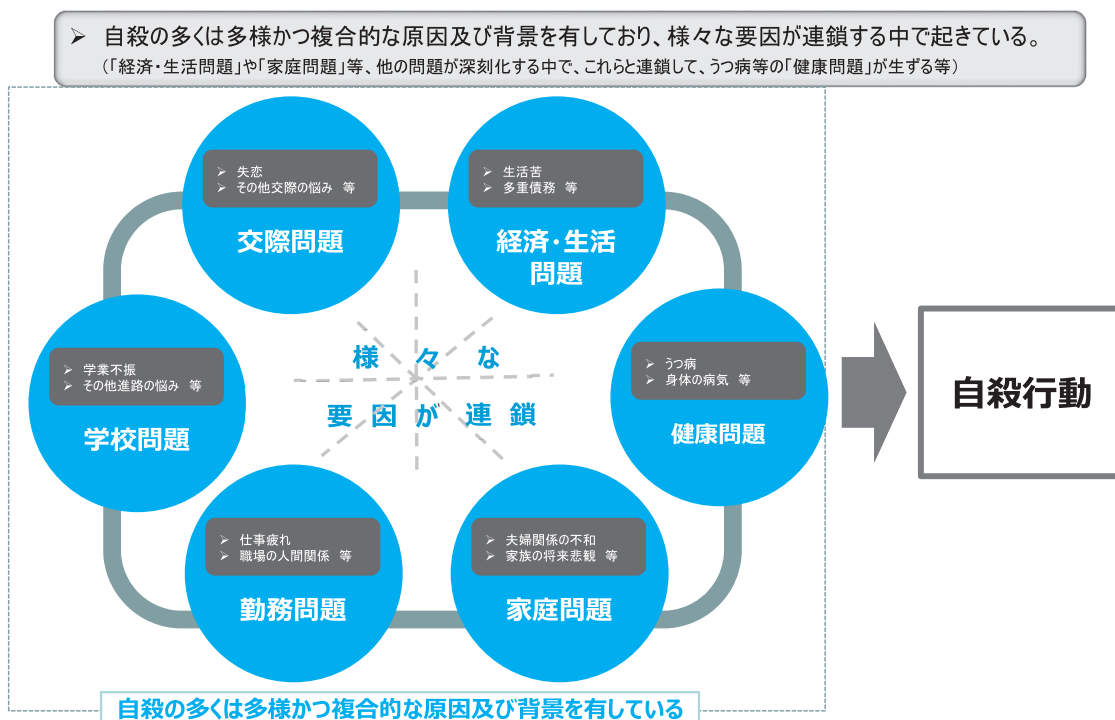 ➢ 自殺の多くは多様かつ複合的な原因及び背景を有しており、様々な要因が連鎖する中で起きている。
（「経済・生活問題」や「家庭問題」等、他の問題が深刻化する中で、これらと連鎖して、うつ病等の「健康問題」が生ずる等）
➢ 失恋
➢ その他交際の悩み 等
交際問題
➢ 生活苦
➢ 多重債務 等
経済・生活
問題
➢ 学業不振
➢ その他進路の悩み 等
学校問題
様々な
要因が連鎖
➢ うつ病
➢ 身体の病気 等
健康問題
自殺行動
➢ 仕事疲れ
➢ 職場の人間関係 等
勤務問題
➢ 夫婦関係の不和
➢ 家族の将来悲観 等
家庭問題
自殺の多くは多様かつ複合的な原因及び背景を有している